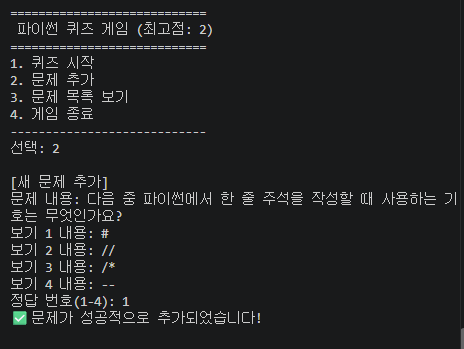 ============================
파이썬 퀴즈 게임 (최고점: 2)
============================
1. 퀴즈 시작
2. 문제 추가
3. 문제 목록 보기
4. 게임 종료
----------------------------
선택: 2
[새 문제 추가]
문제 내용: 다음 중 파이썬에서 한 줄 주석을 작성할 때 사용하는 기
호는 무엇인가요?
보기 1 내용: #
보기 2 내용: //
보기 3 내용: /*
보기 4 내용: --
정답 번호(1-4): 1
✅ 문제가 성공적으로 추가되었습니다!